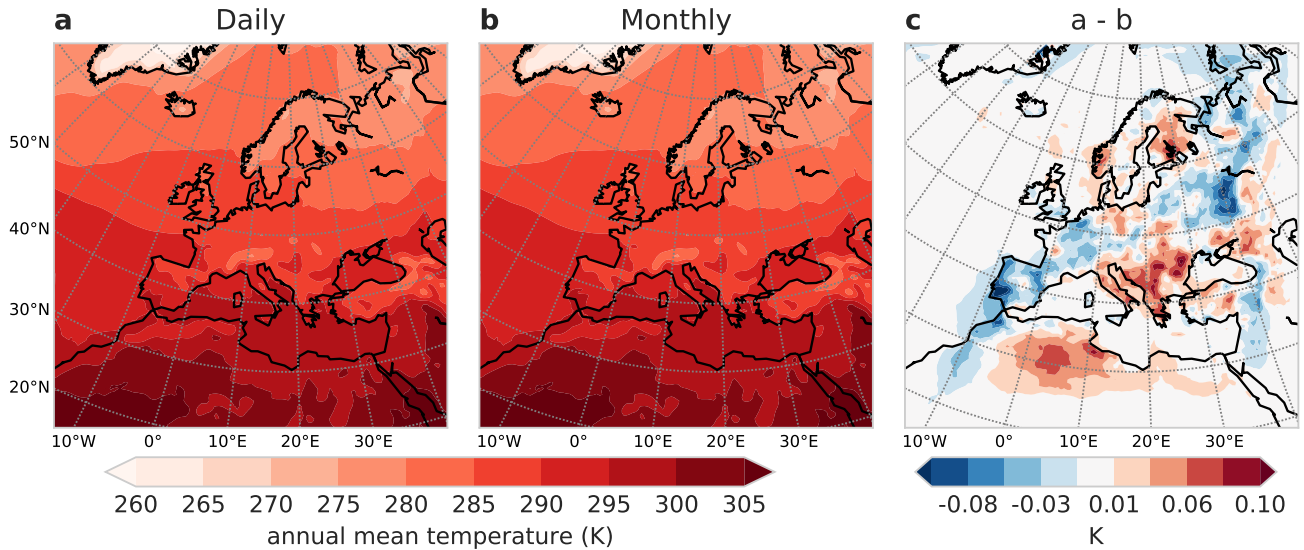 a Daily b Monthly c a - b
50°N
40°N
30°N
20°N
10°W 0° 10°E 20°E 30°E 10°W 0° 10°E 20°E 30°E 10°W 0° 10°E 20°E 30°E
260 265 270 275 280 285 290 295 300 305 -0.08 -0.03 0.01 0.06 0.10
annual mean temperature (K) K